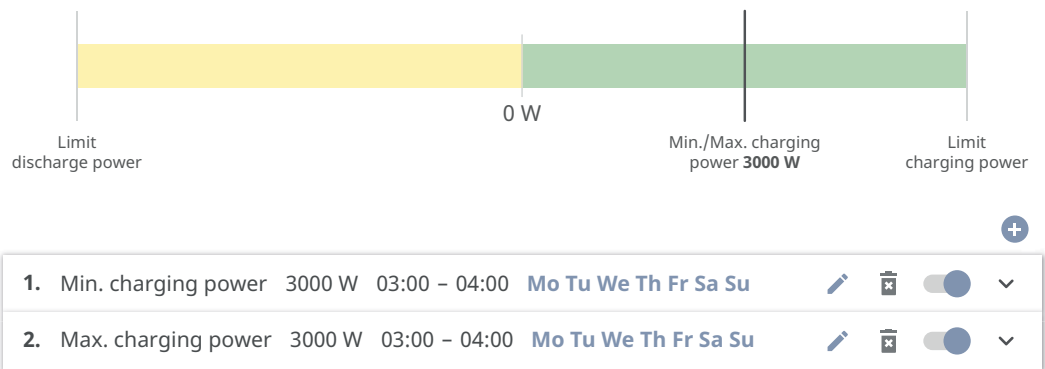 0 W
Limit
discharge power
Min./Max. charging
power 3000 W
Limit
charging power
1. Min. charging power 3000 W 03:00 – 04:00 Mo Tu We Th Fr Sa Su
2. Max. charging power 3000 W 03:00 – 04:00 Mo Tu We Th Fr Sa Su